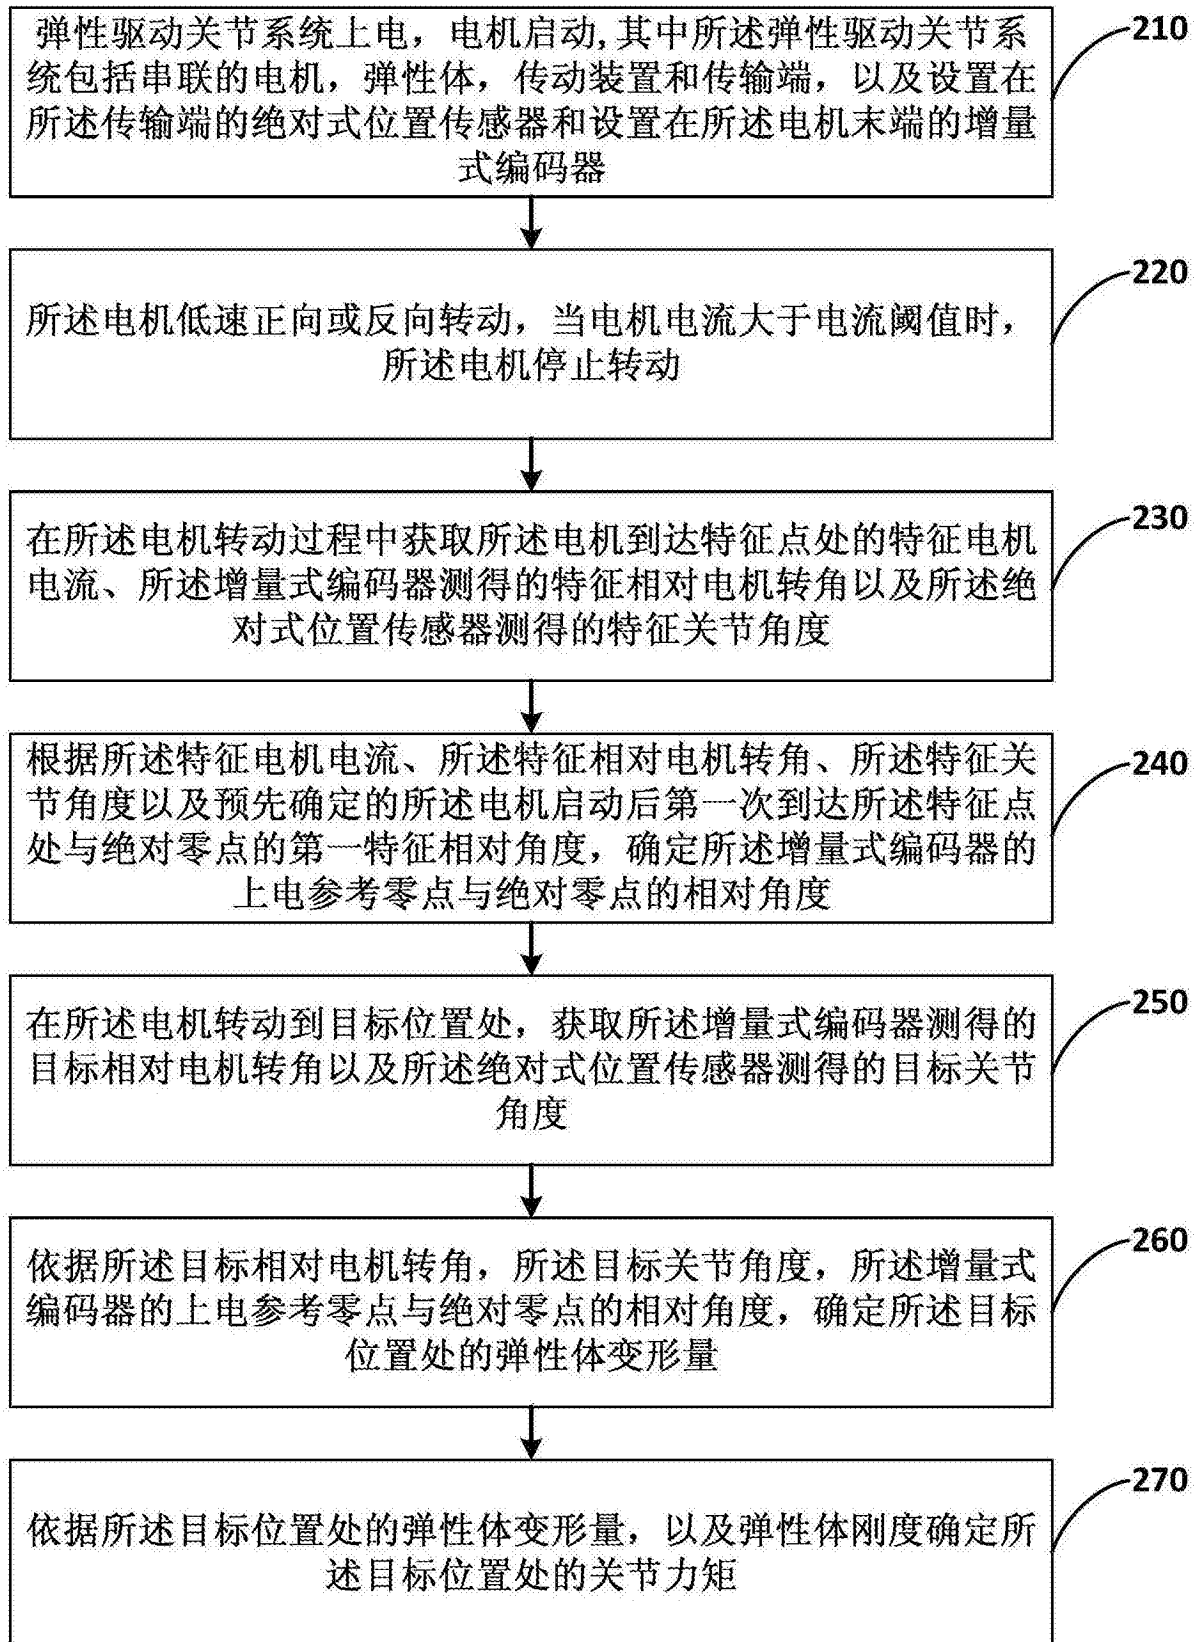 弹性驱动关节系统上电，电机启动,其中所述弹性驱动关节系
统包括串联的电机，弹性体，传动装置和传输端，以及设置在
所述传输端的绝对式位置传感器和设置在所述电机末端的增量
式编码器
210
所述电机低速正向或反向转动，当电机电流大于电流阈值时，
所述电机停止转动
220
在所述电机转动过程中获取所述电机到达特征点处的特征电机
电流、所述增量式编码器测得的特征相对电机转角以及所述绝
对式位置传感器测得的特征关节角度
230
根据所述特征电机电流、所述特征相对电机转角、所述特征关
节角度以及预先确定的所述电机启动后第一次到达所述特征点
处与绝对零点的第一特征相对角度，确定所述增量式编码器的
上电参考零点与绝对零点的相对角度
240
在所述电机转动到目标位置处，获取所述增量式编码器测得的
目标相对电机转角以及所述绝对式位置传感器测得的目标关节
角度
250
依据所述目标相对电机转角，所述目标关节角度，所述增量式
编码器的上电参考零点与绝对零点的相对角度，确定所述目标
位置处的弹性体变形量
260
依据所述目标位置处的弹性体变形量，以及弹性体刚度确定所
述目标位置处的关节力矩
270